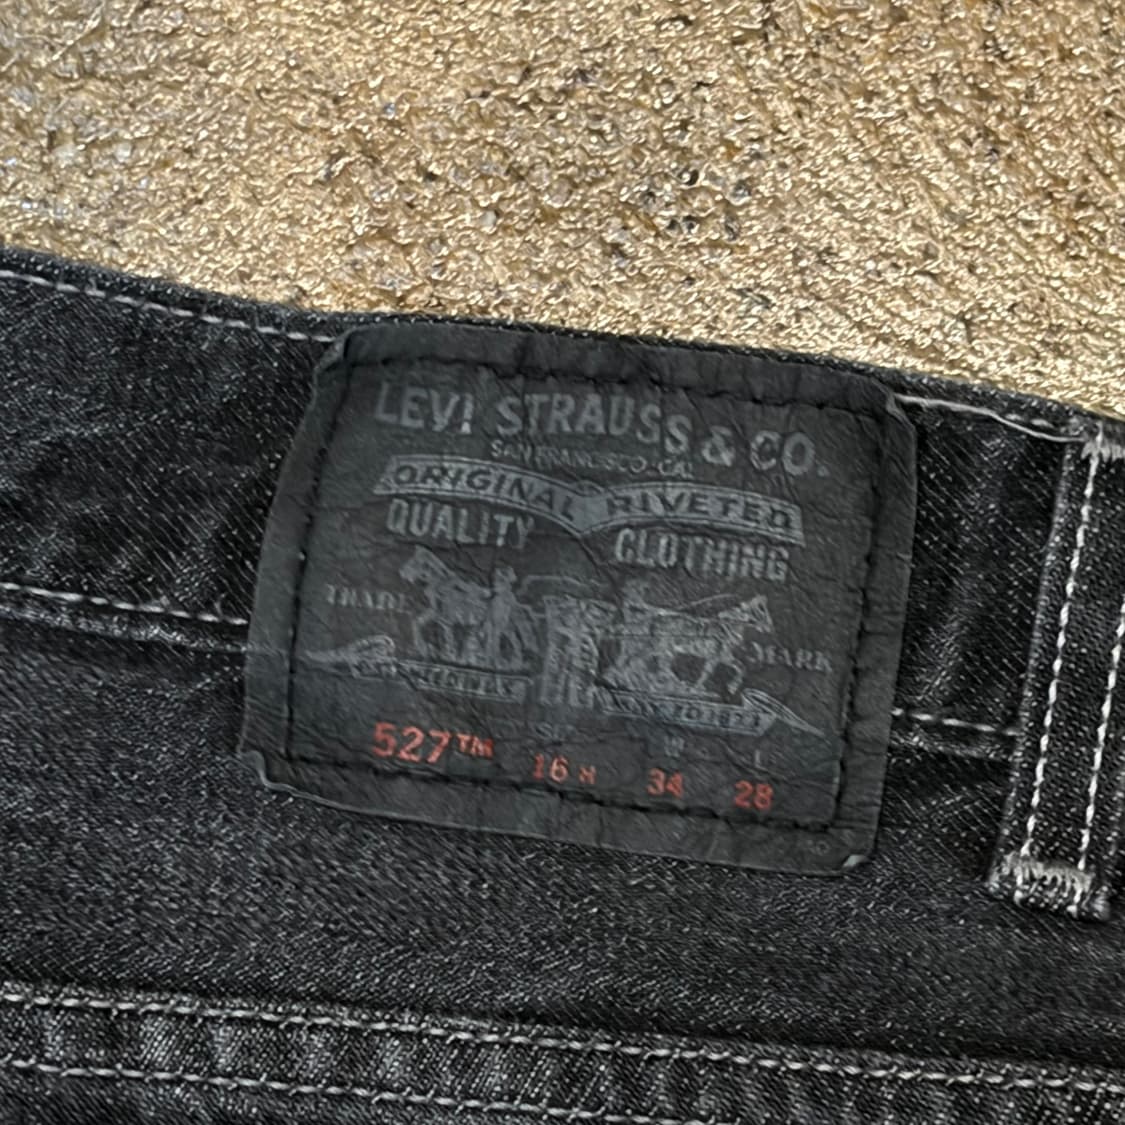 LEVI STRAUSS & CO.
SAN FRANCISCO CAL
ORIGINAL RIVETED
QUALITY CLOTHING
TRADE MARK
W L
527™ 16 34 28